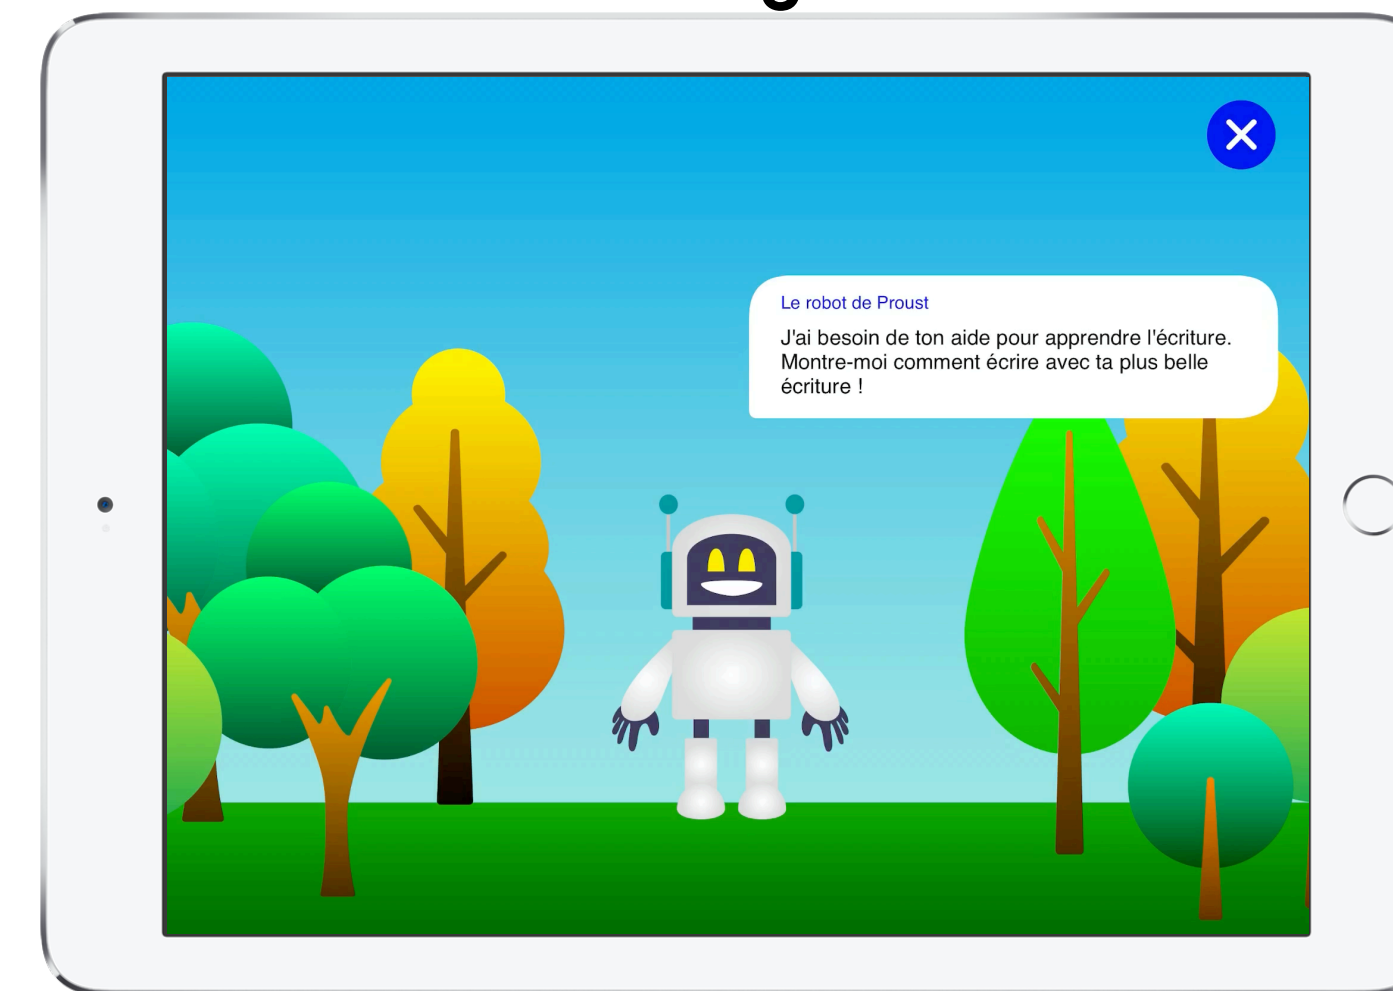 Le robot de Proust
J'ai besoin de ton aide pour apprendre l'écriture.
Montre-moi comment écrire avec ta plus belle
écriture !